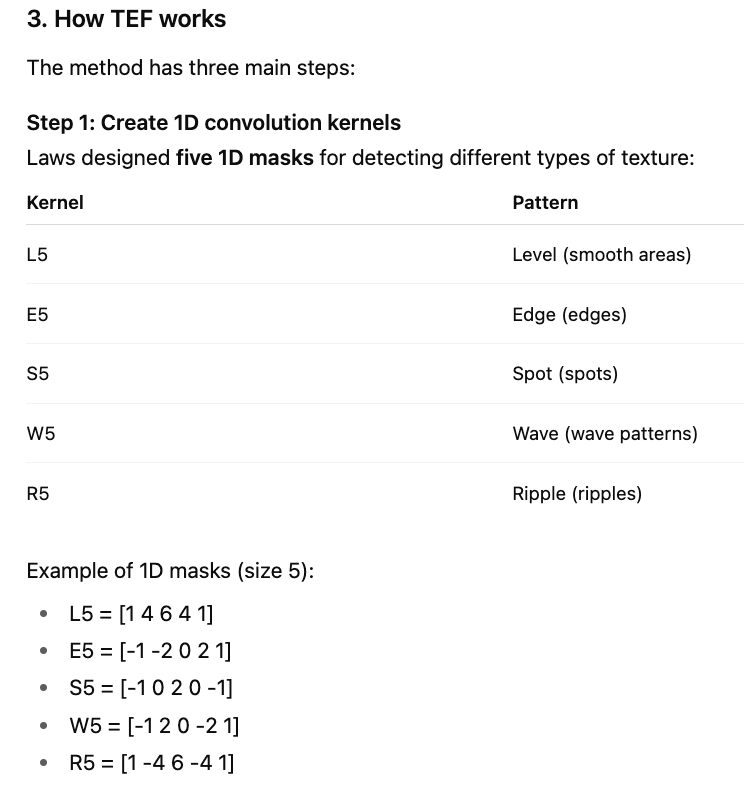 3. How TEF works
The method has three main steps:
Step 1: Create 1D convolution kernels
Laws designed five 1D masks for detecting different types of texture:
Kernel Pattern
L5 Level (smooth areas)
E5 Edge (edges)
S5 Spot (spots)
W5 Wave (wave patterns)
R5 Ripple (ripples)
Example of 1D masks (size 5):
• L5 = [1 4 6 4 1]
• E5 = [-1 -2 0 2 1]
• S5 = [-1 0 2 0 -1]
• W5 = [-1 2 0 -2 1]
• R5 = [1 -4 6 -4 1]